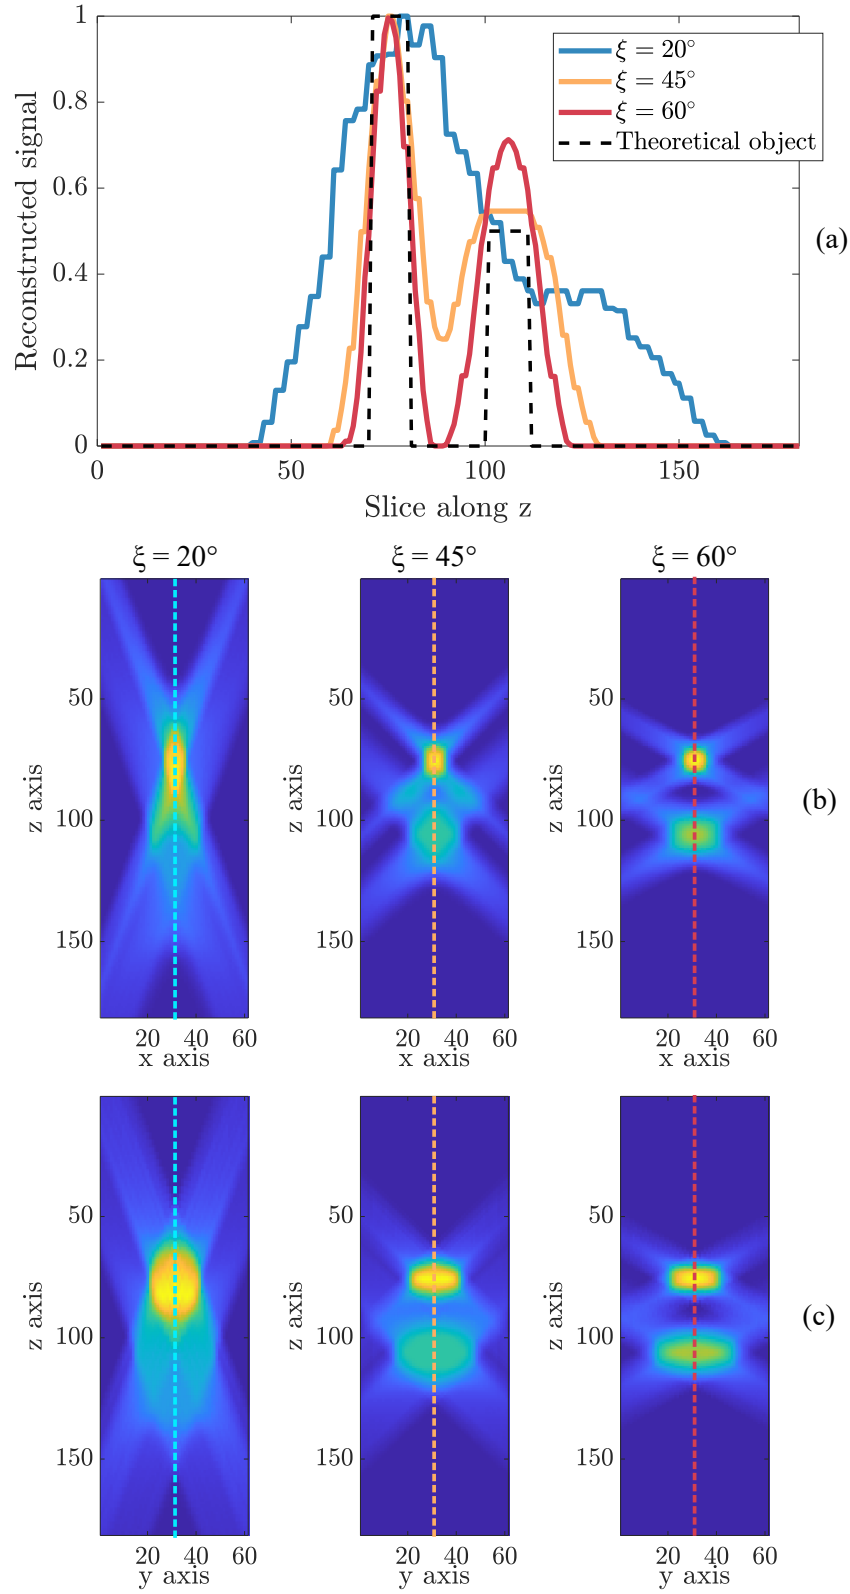 1
0.8
0.6
0.4
0.2
0
Reconstructed signal
ξ = 20°
ξ = 45°
ξ = 60°
Theoretical object
(a)
0 50 100 150
Slice along z
ξ = 20° ξ = 45° ξ = 60°
50 50 50
z axis z axis z axis
100 100 100
(b)
150 150 150
20 40 60 20 40 60 20 40 60
x axis x axis x axis
50 50 50
z axis z axis z axis
100 100 100
(c)
150 150 150
20 40 60 20 40 60 20 40 60
y axis y axis y axis